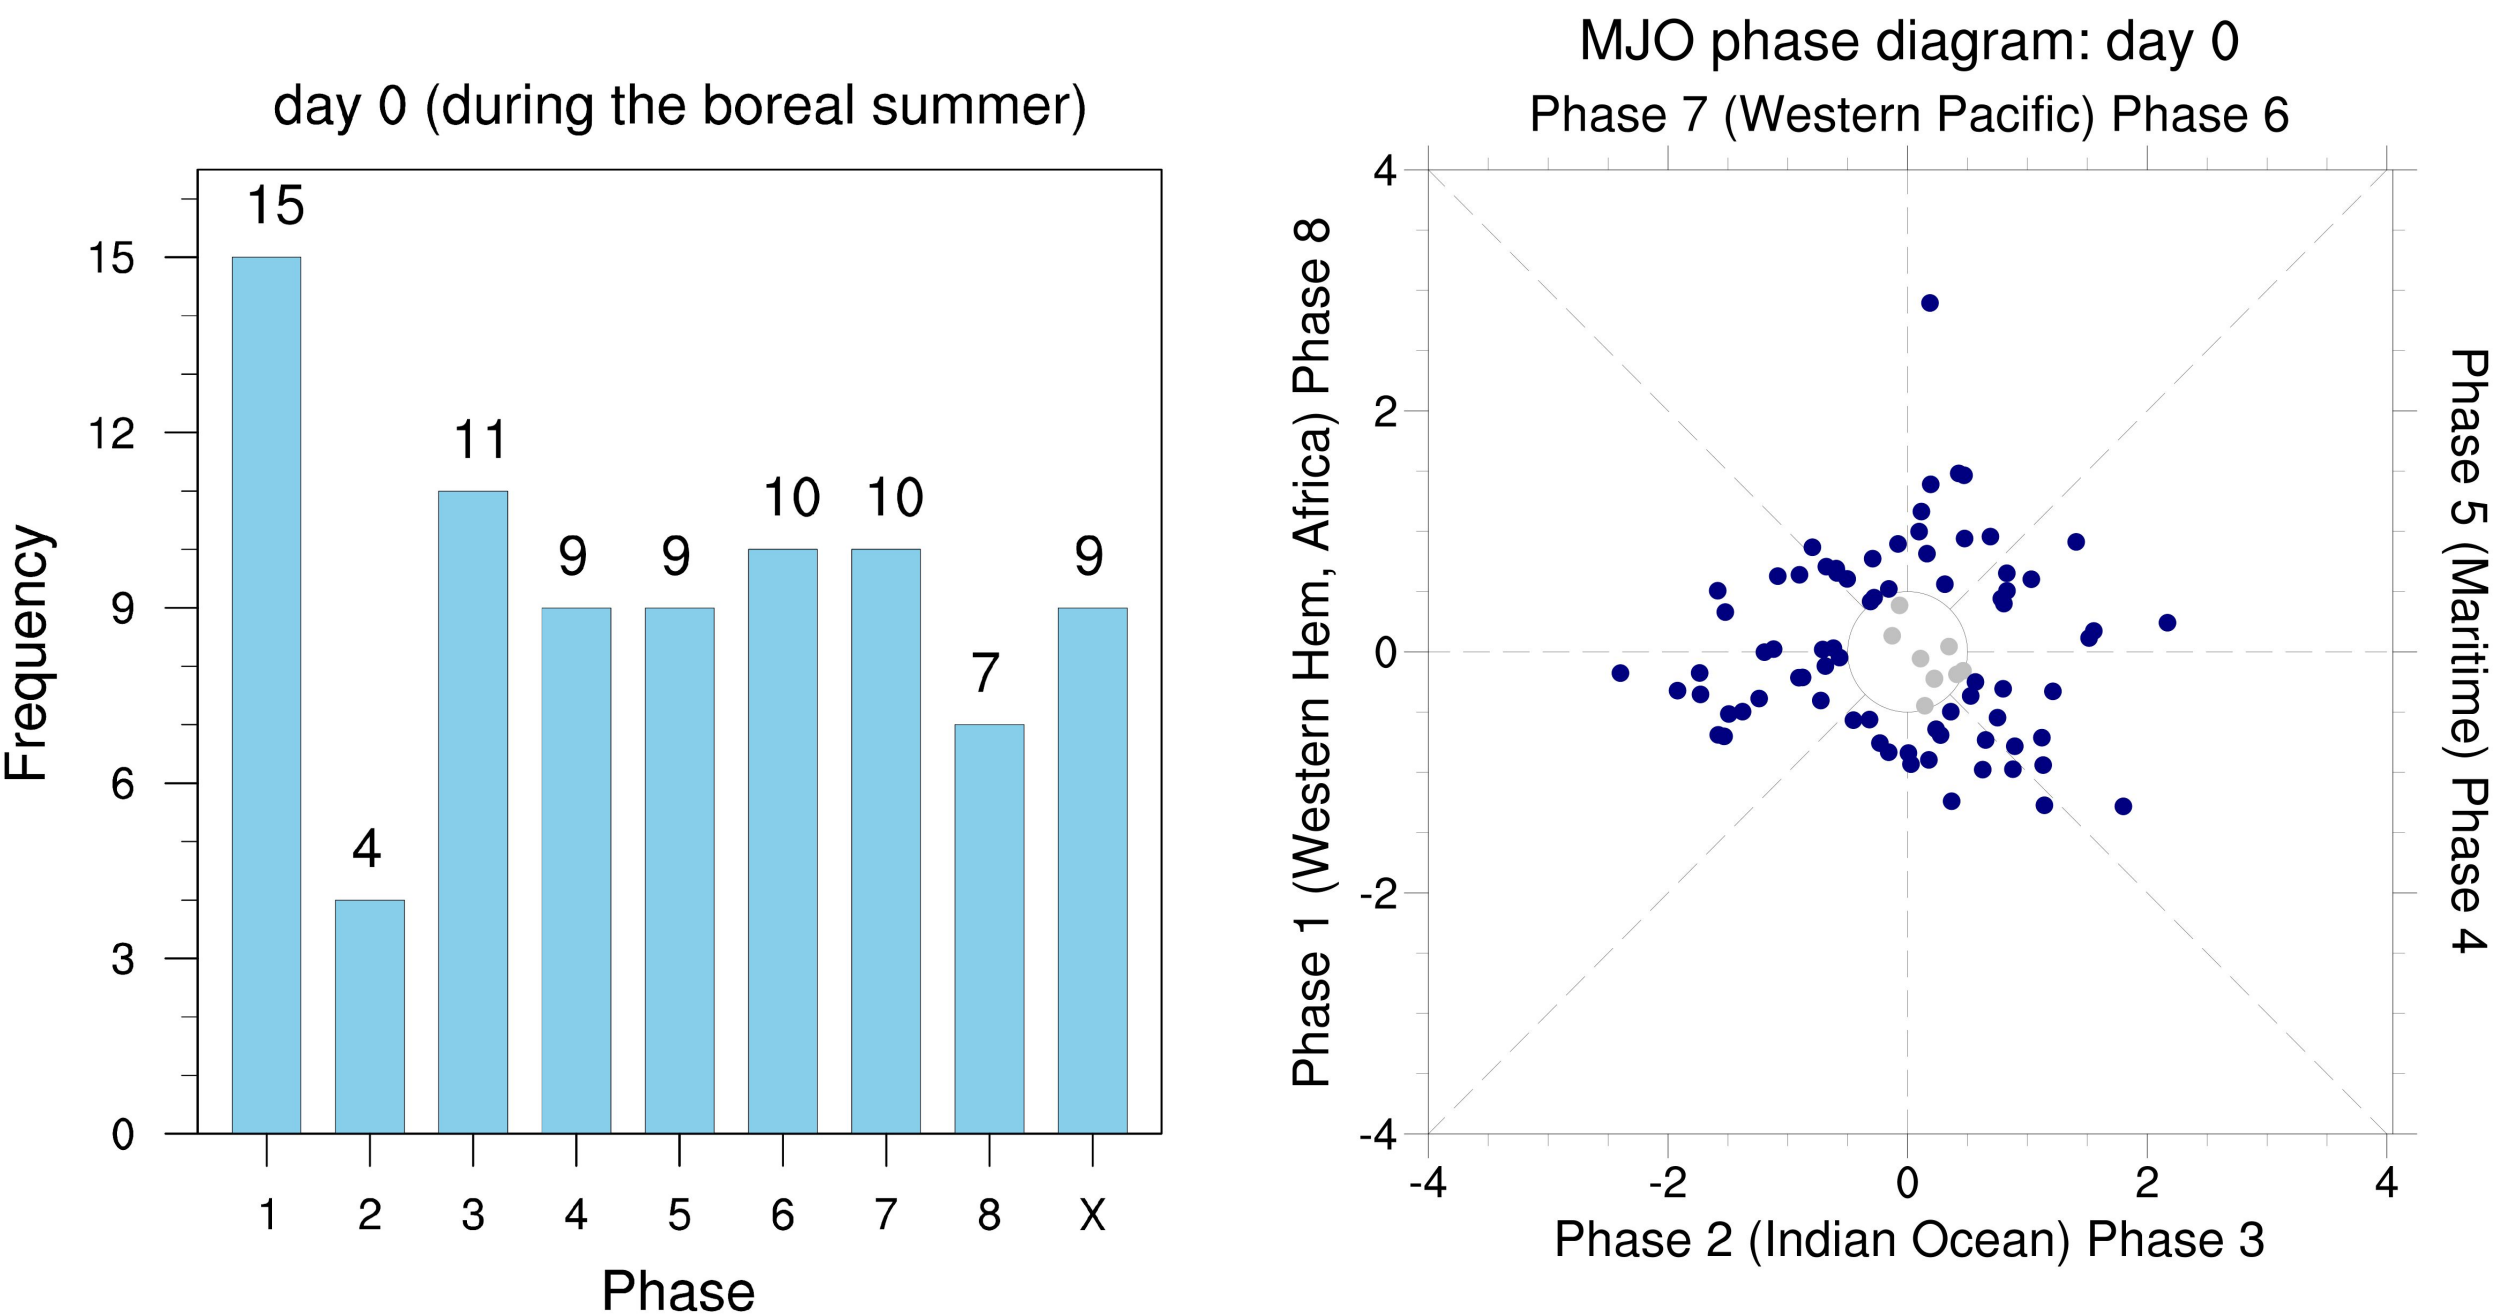 day 0 (during the boreal summer)
15
4
11
9
9
10
10
7
9
15
12
9
6
3
0
Frequency
1 2 3 4 5 6 7 8 X
Phase
MJO phase diagram: day 0
Phase 7 (Western Pacific) Phase 6
Phase 1 (Western Hem, Africa) Phase 8
4
2
0
-2
-4
-4 -2 0 2 4
Phase 2 (Indian Ocean) Phase 3
Phase 5 (Maritime) Phase 4